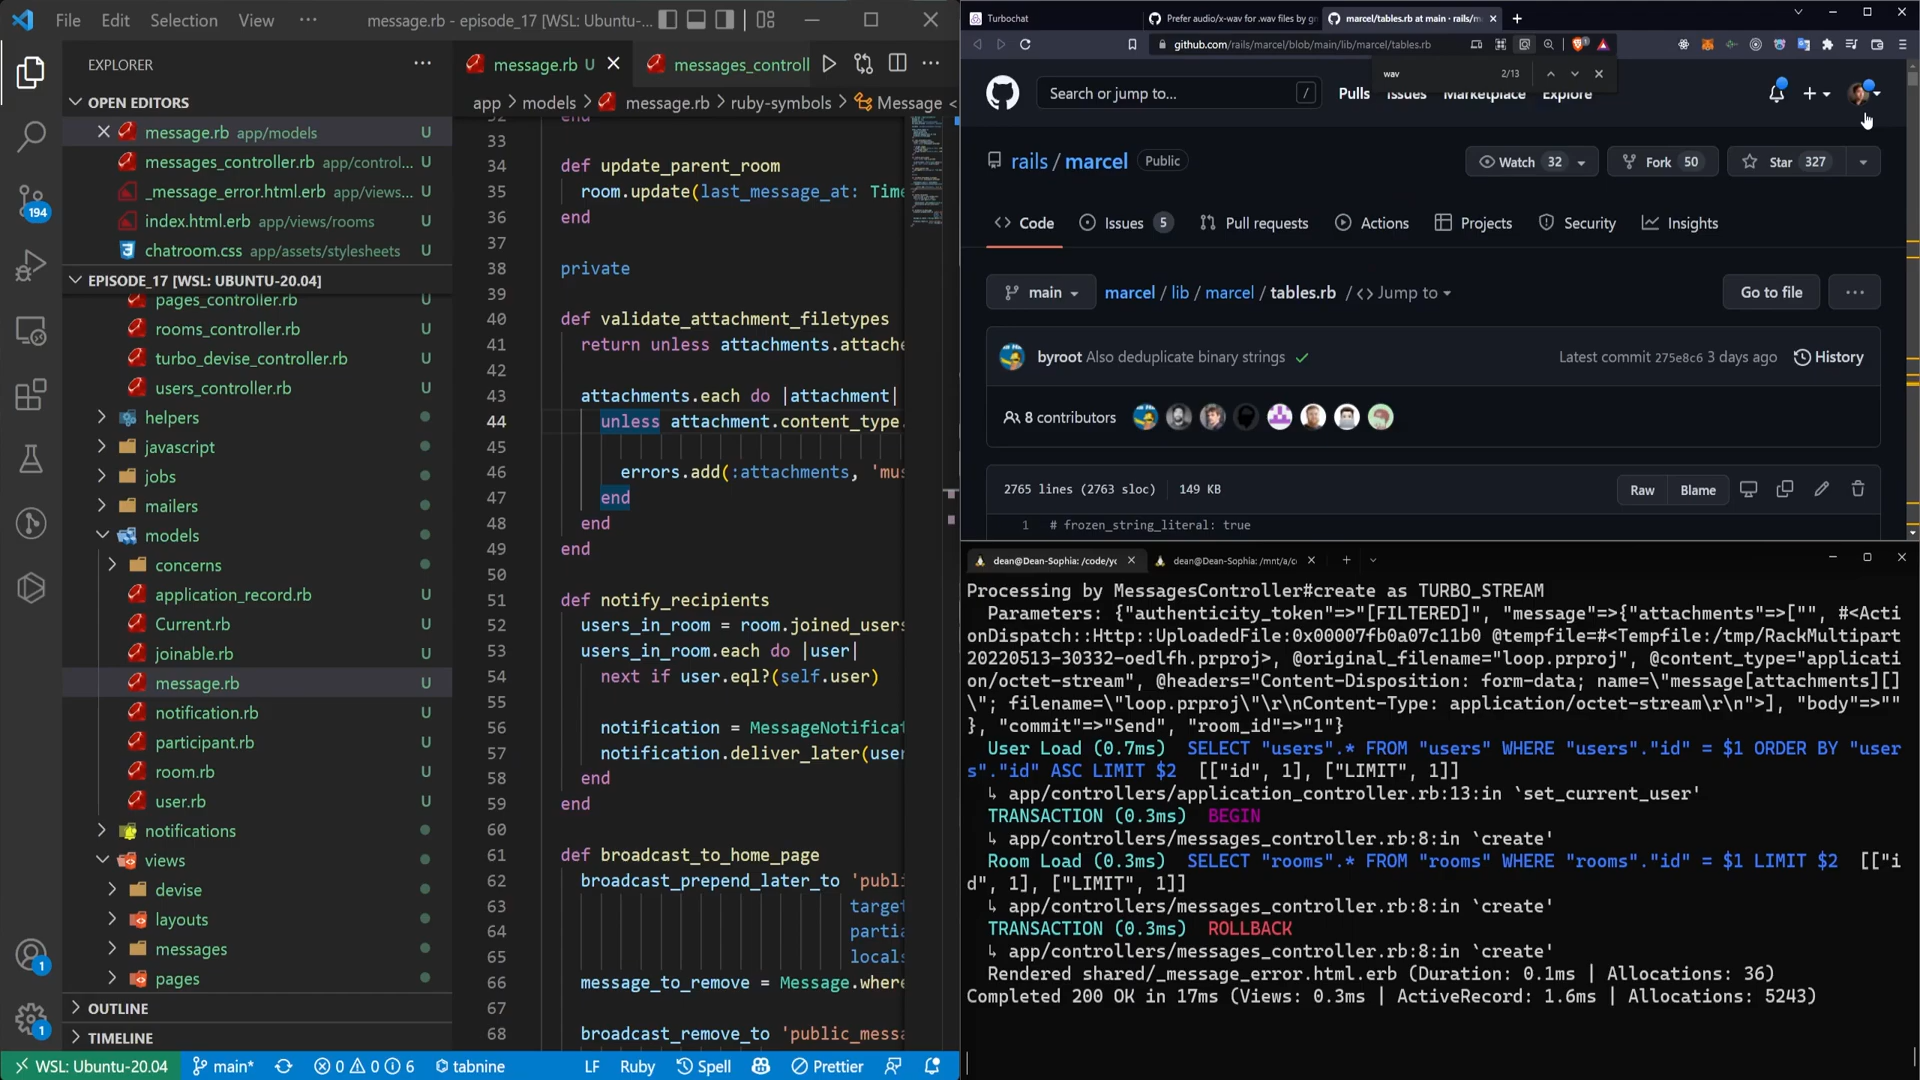 File Edit Selection View ··· message.rb - episode_17 [WSL: Ubuntu-...
EXPLORER ···
OPEN EDITORS
message.rb app/models U
messages_controller.rb app/control... U
_message_error.html.erb app/views... U
index.html.erb app/views/rooms U
chatroom.css app/assets/stylesheets U
EPISODE_17 [WSL: UBUNTU-20.04]
pages_controller.rb U
rooms_controller.rb U
turbo_devise_controller.rb U
users_controller.rb U
helpers
javascript
jobs
mailers
models
concerns
application_record.rb U
Current.rb U
joinable.rb U
message.rb U
notification.rb U
participant.rb U
room.rb U
user.rb U
notifications
views
devise
layouts
messages
pages
OUTLINE
TIMELINE
194
1
1
message.rb U messages_controll
app > models > message.rb > ruby-symbols > Message <
32 end
33
34 def update_parent_room
35 room.update(last_message_at: Time
36 end
37
38 private
39
40 def validate_attachment_filetypes
41 return unless attachments.attache
42
43 attachments.each do |attachment|
44 unless attachment.content_type.
45
46 errors.add(:attachments, 'mus
47 end
48 end
49 end
50
51 def notify_recipients
52 users_in_room = room.joined_users
53 users_in_room.each do |user|
54 next if user.eql?(self.user)
55
56 notification = MessageNotificat
57 notification.deliver_later(user
58 end
59 end
60
61 def broadcast_to_home_page
62 broadcast_prepend_later_to 'publi
63 target
64 partia
65 locals
66 message_to_remove = Message.where
67
68 broadcast_remove_to 'public_messa
WSL: Ubuntu-20.04 main* 0 0 6 tabnine LF Ruby Spell Prettier
Turbochat Prefer audio/x-wav for .wav files by gr marcel/tables.rb at main · rails/m
github.com/rails/marcel/blob/main/lib/marcel/tables.rb
wav 2/13
Search or jump to... / Pulls Issues Marketplace Explore
rails / marcel Public Watch 32 Fork 50 Star 327
Code Issues 5 Pull requests Actions Projects Security Insights
main marcel / lib / marcel / tables.rb / <> Jump to Go to file ···
byroot Also deduplicate binary strings Latest commit 275e8c6 3 days ago History
8 contributors
2765 lines (2763 sloc) 149 KB Raw Blame
1 # frozen_string_literal: true
dean@Dean-Sophia: /code/yc dean@Dean-Sophia: /mnt/a/c
Processing by MessagesController#create as TURBO_STREAM
Parameters: {"authenticity_token"=>"[FILTERED]", "message"=>{"attachments"=>["", #<Acti
onDispatch::Http::UploadedFile:0x00007fb0a07c11b0 @tempfile=#<Tempfile:/tmp/RackMultipart
20220513-30332-oedlfh.prproj>, @original_filename="loop.prproj", @content_type="applicati
on/octet-stream", @headers="Content-Disposition: form-data; name=\"message[attachments][]
\"; filename=\"loop.prproj\"\r\nContent-Type: application/octet-stream\r\n">], "body"=>""
}, "commit"=>"Send", "room_id"=>"1"}
User Load (0.7ms) SELECT "users".* FROM "users" WHERE "users"."id" = $1 ORDER BY "user
s"."id" ASC LIMIT $2 [["id", 1], ["LIMIT", 1]]
↳ app/controllers/application_controller.rb:13:in `set_current_user'
TRANSACTION (0.3ms) BEGIN
↳ app/controllers/messages_controller.rb:8:in `create'
Room Load (0.3ms) SELECT "rooms".* FROM "rooms" WHERE "rooms"."id" = $1 LIMIT $2 [["i
d", 1], ["LIMIT", 1]]
↳ app/controllers/messages_controller.rb:8:in `create'
TRANSACTION (0.3ms) ROLLBACK
↳ app/controllers/messages_controller.rb:8:in `create'
Rendered shared/_message_error.html.erb (Duration: 0.1ms | Allocations: 36)
Completed 200 OK in 17ms (Views: 0.3ms | ActiveRecord: 1.6ms | Allocations: 5243)